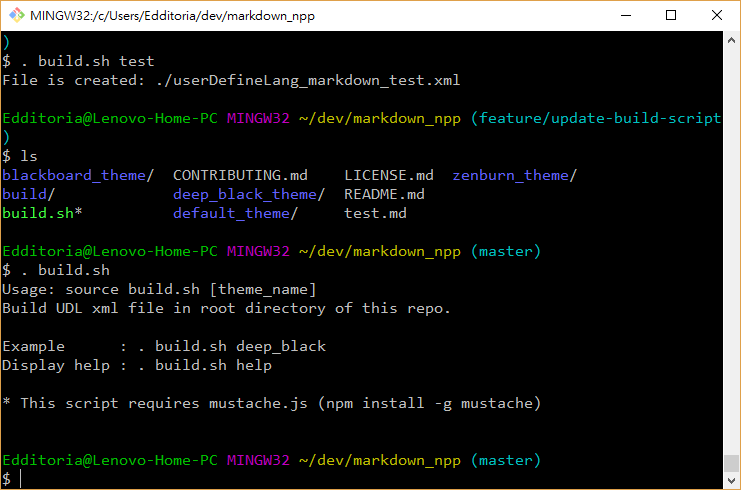 MINGW32:/c/Users/Edditoria/dev/markdown_npp
)
$ . build.sh test
File is created: ./userDefineLang_markdown_test.xml
Edditoria@Lenovo-Home-PC MINGW32 ~/dev/markdown_npp (feature/update-build-script
)
$ ls
blackboard_theme/  CONTRIBUTING.md    LICENSE.md  zenburn_theme/
build/             deep_black_theme/  README.md
build.sh*          default_theme/     test.md
Edditoria@Lenovo-Home-PC MINGW32 ~/dev/markdown_npp (master)
$ . build.sh
Usage: source build.sh [theme_name]
Build UDL xml file in root directory of this repo.
Example      : . build.sh deep_black
Display help : . build.sh help
* This script requires mustache.js (npm install -g mustache)
Edditoria@Lenovo-Home-PC MINGW32 ~/dev/markdown_npp (master)
$